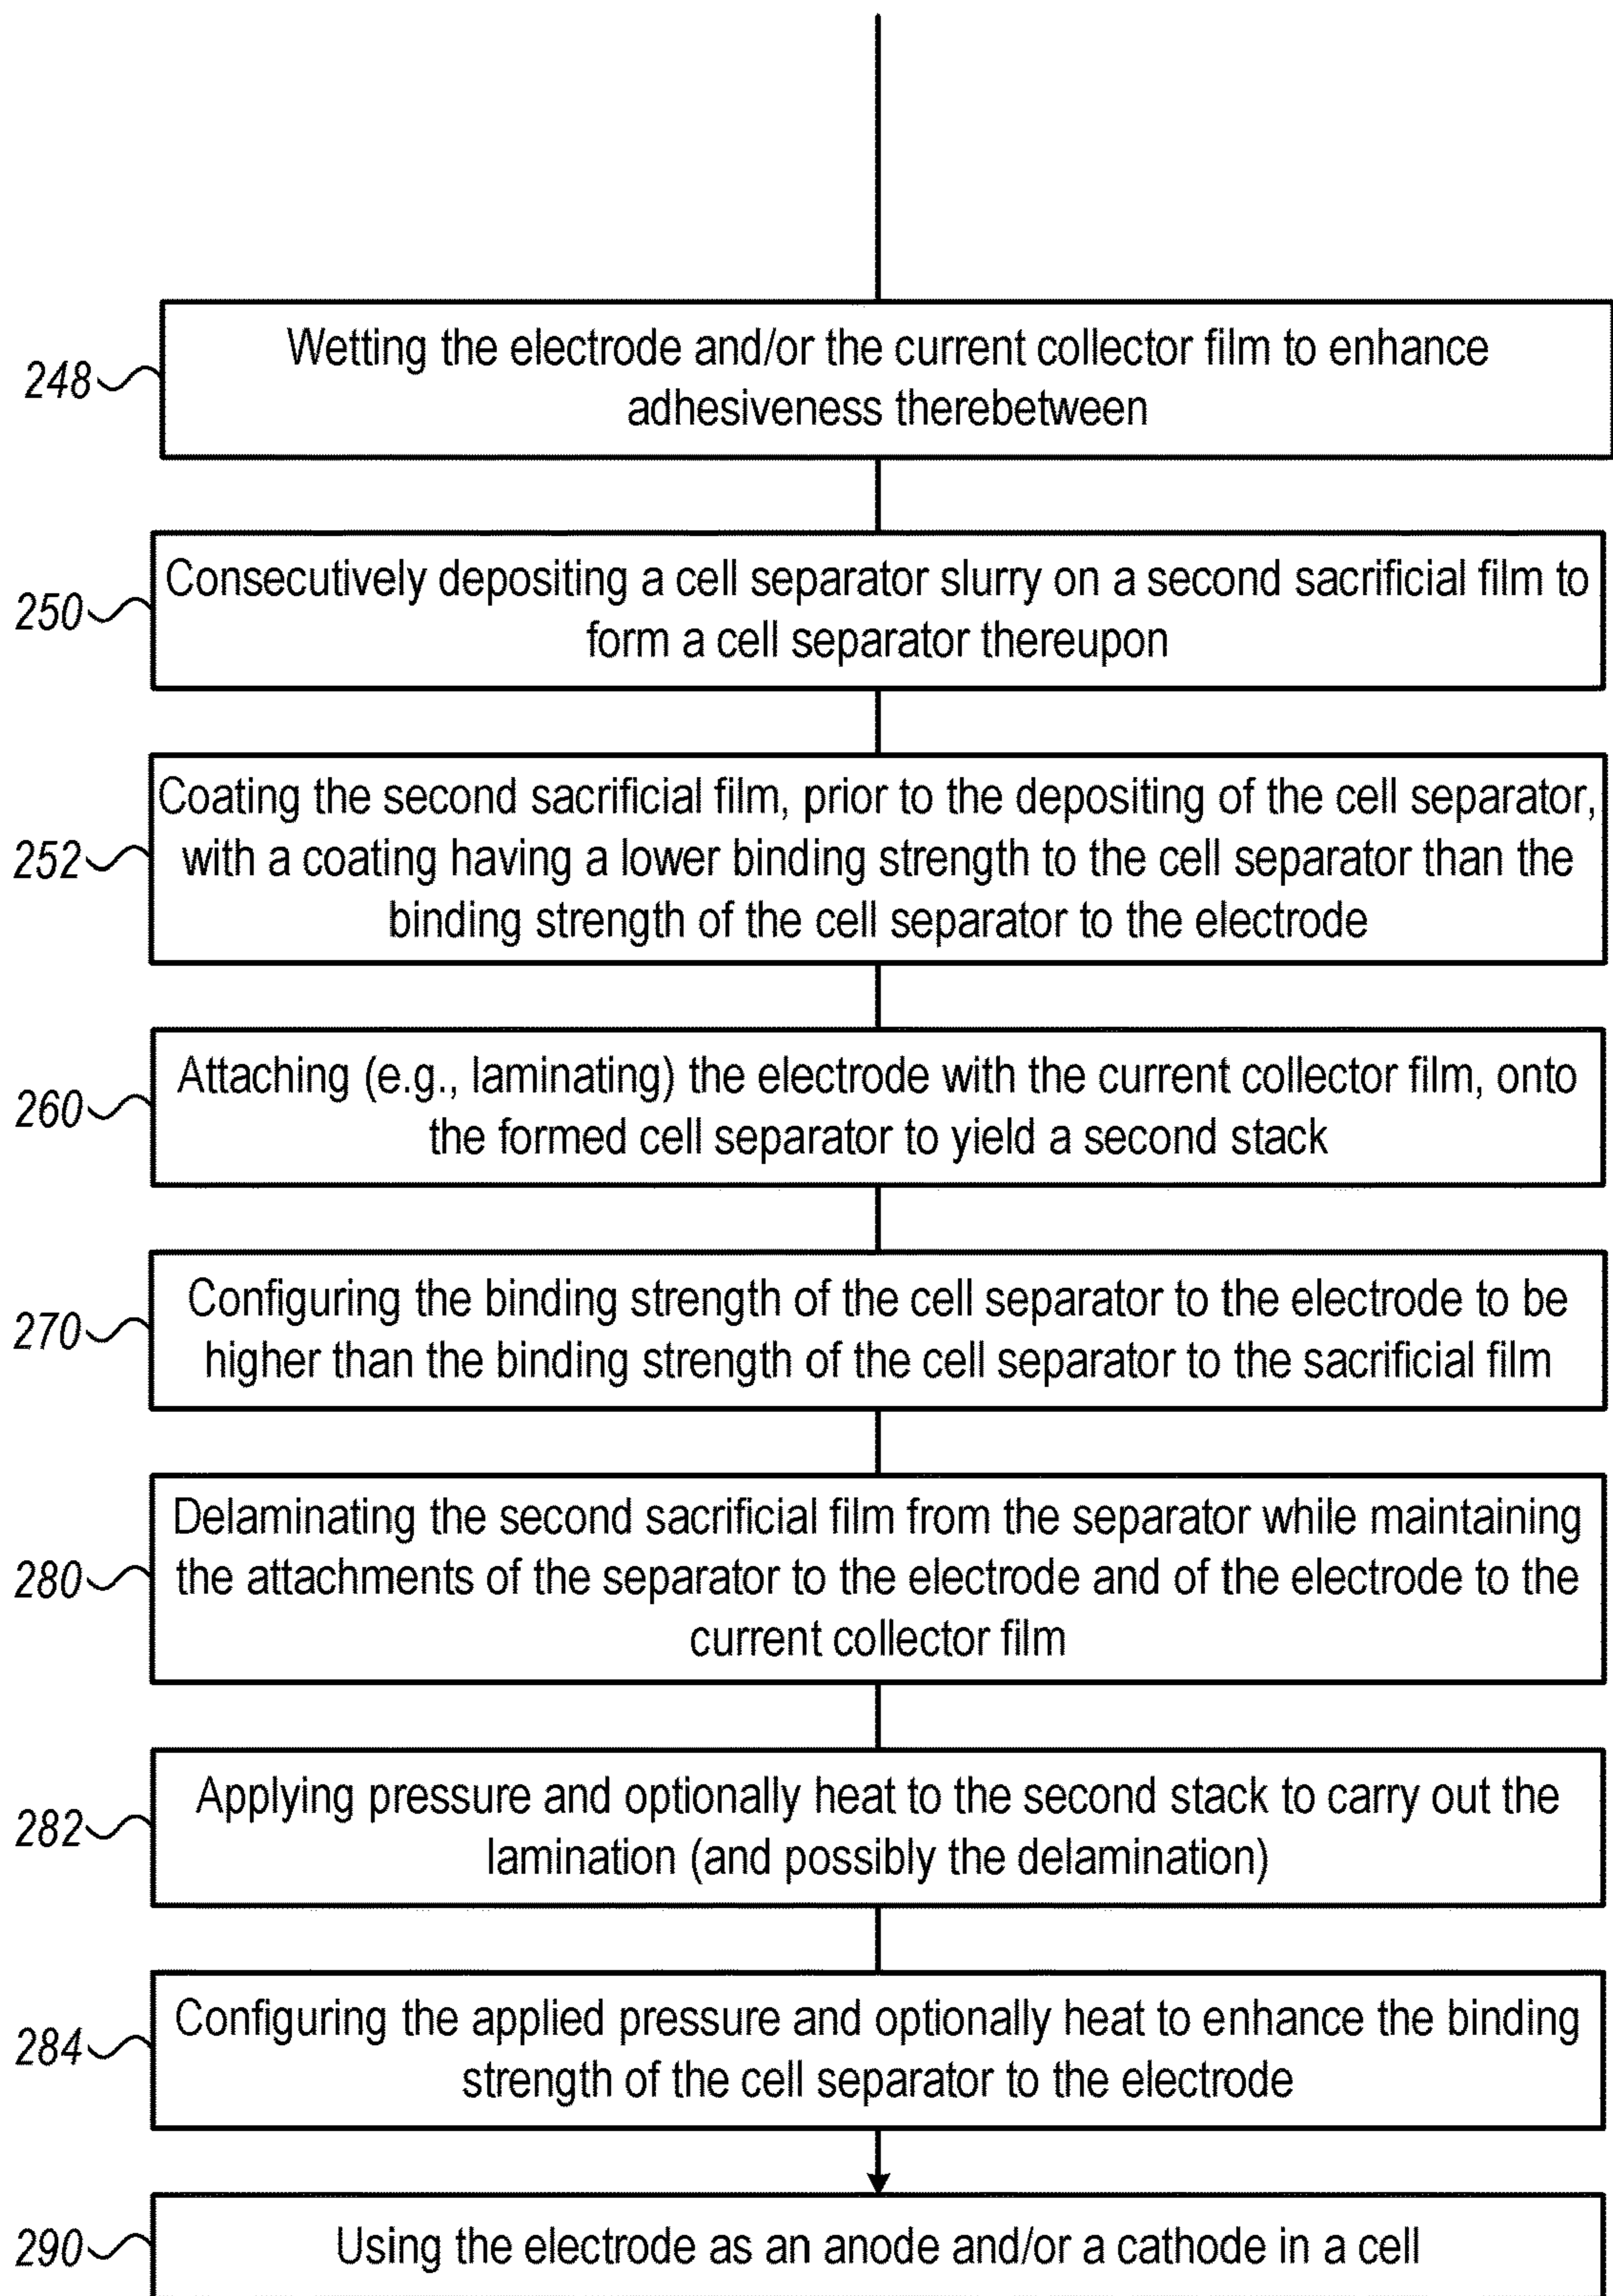 248
Wetting the electrode and/or the current collector film to enhance
adhesiveness therebetween
250
Consecutively depositing a cell separator slurry on a second sacrificial film to
form a cell separator thereupon
252
Coating the second sacrificial film, prior to the depositing of the cell separator,
with a coating having a lower binding strength to the cell separator than the
binding strength of the cell separator to the electrode
260
Attaching (e.g., laminating) the electrode with the current collector film, onto
the formed cell separator to yield a second stack
270
Configuring the binding strength of the cell separator to the electrode to be
higher than the binding strength of the cell separator to the sacrificial film
280
Delaminating the second sacrificial film from the separator while maintaining
the attachments of the separator to the electrode and of the electrode to the
current collector film
282
Applying pressure and optionally heat to the second stack to carry out the
lamination (and possibly the delamination)
284
Configuring the applied pressure and optionally heat to enhance the binding
strength of the cell separator to the electrode
290
Using the electrode as an anode and/or a cathode in a cell